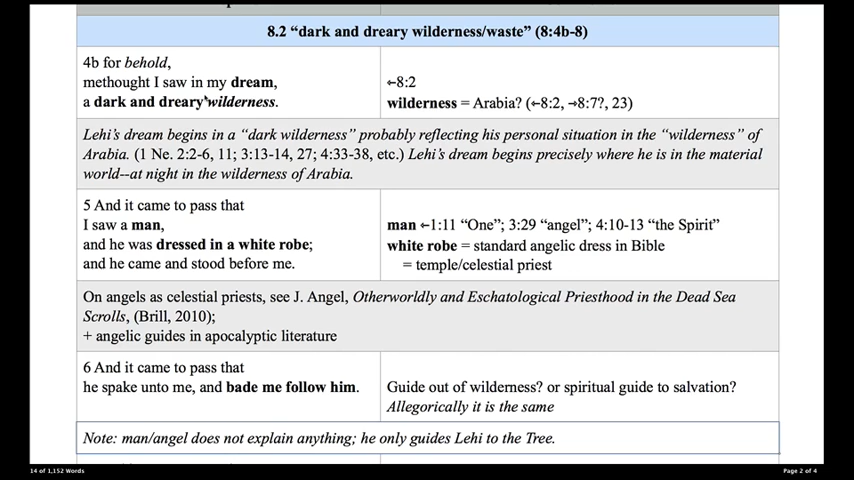 8.2 “dark and dreary wilderness/waste” (8:4b-8)
4b for behold,
methought I saw in my dream,
a dark and dreary wilderness.
←8:2
wilderness = Arabia? (←8:2, →8:7?, 23)
Lehi’s dream begins in a “dark wilderness” probably reflecting his personal situation in the “wilderness” of
Arabia. (1 Ne. 2:2-6, 11; 3:13-14, 27; 4:33-38, etc.) Lehi’s dream begins precisely where he is in the material
world--at night in the wilderness of Arabia.
5 And it came to pass that
I saw a man,
and he was dressed in a white robe;
and he came and stood before me.
man ←1:11 “One”; 3:29 “angel”; 4:10-13 “the Spirit”
white robe = standard angelic dress in Bible
= temple/celestial priest
On angels as celestial priests, see J. Angel, Otherworldly and Eschatological Priesthood in the Dead Sea
Scrolls, (Brill, 2010);
+ angelic guides in apocalyptic literature
6 And it came to pass that
he spake unto me, and bade me follow him.
Guide out of wilderness? or spiritual guide to salvation?
Allegorically it is the same
Note: man/angel does not explain anything; he only guides Lehi to the Tree.
14 of 1,152 Words
Page 2 of 4